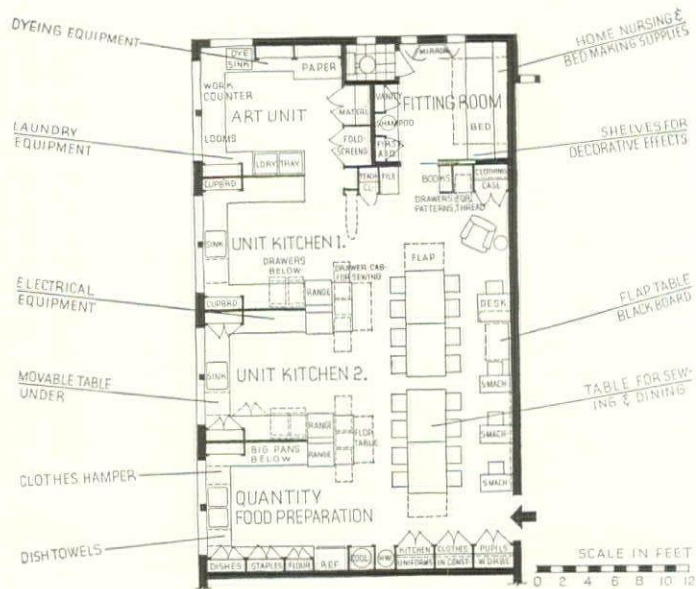 DYEING EQUIPMENT
HOME NURSING &
BED MAKING SUPPLIES
DYE
SINK
PAPER
MIRROR
WORK
COUNTER
ART UNIT
MATERL
VANITY
SHAMPOO
FITTING ROOM
BED
LOOMS
FOLD
SCREENS
FIRST
AID
SHELVES FOR
DECORATIVE EFFECTS
LAUNDRY
EQUIPMENT
LDRY
TRAY
CUPBRD
TEACH
CL.
FILE
BOOKS
CLOTHING
CASE
DRAWERS FOR
PATTERNS, THREAD
SINK
UNIT KITCHEN 1.
FLAP
DRAWERS
BELOW
DRAWER CAB-
FOR SEWING
RANGE
ELECTRICAL
EQUIPMENT
CUPBRD
DESK
FLAP TABLE
BLACK BOARD
SINK
UNIT KITCHEN 2.
MOVABLE TABLE
UNDER
S MACH
TABLE FOR SEW-
ING & DINING
RANGE
FLOP
TABLE
BIG PANS
BELOW
RANGE
S-MACH
CLOTHES HAMPER
S MACH
QUANTITY
FOOD PREPARATION
DISH TOWELS
DISHES
STAPLES
FLOUR
REF
COOL
HW
KITCHEN
UNIFORMS
CLOTHES
IN CONST.
PUPILS
WDRBE
SCALE IN FEET
0 2 4 6 8 10 12